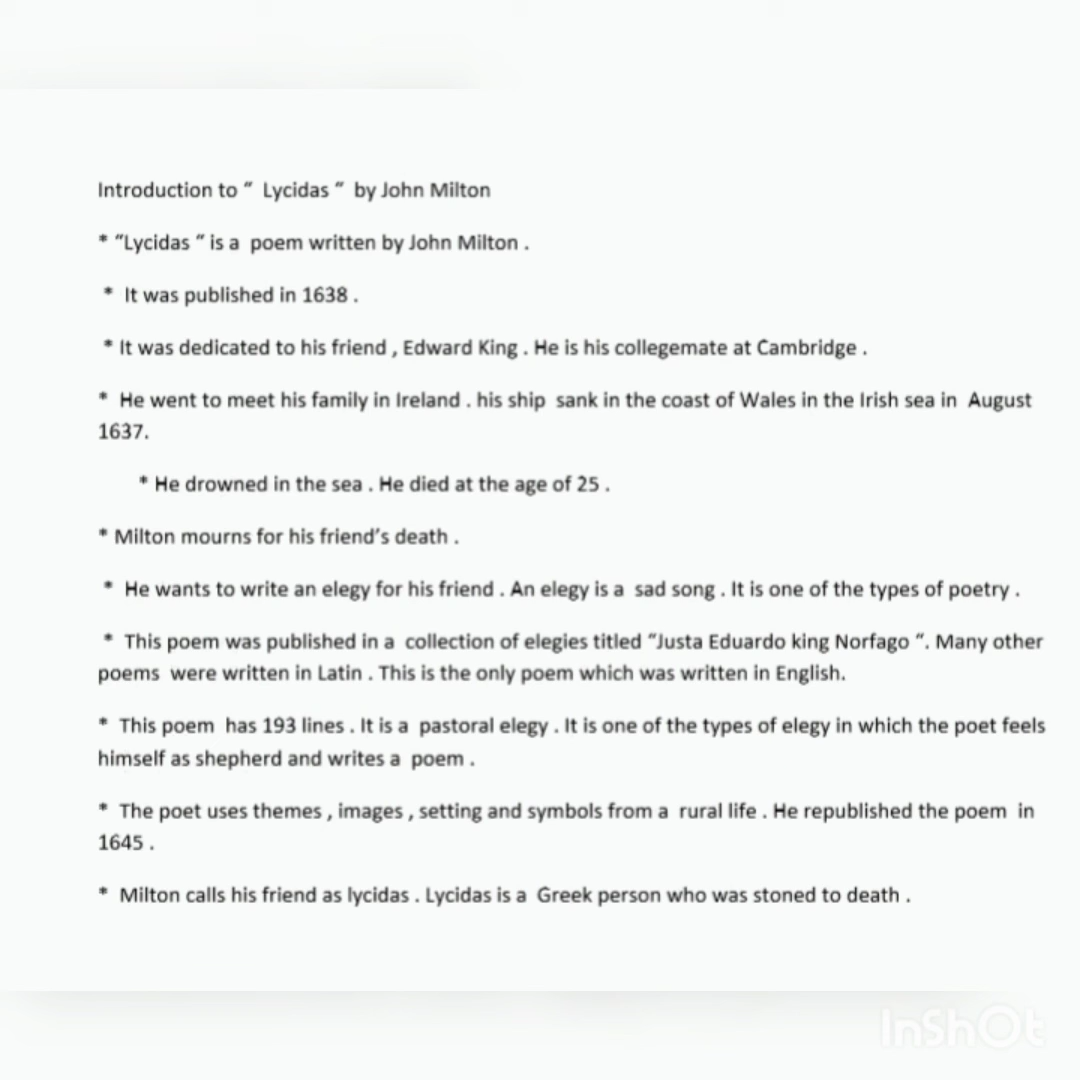 Introduction to “ Lycidas “ by John Milton
* “Lycidas “ is a poem written by John Milton .
* It was published in 1638 .
* It was dedicated to his friend , Edward King . He is his collegemate at Cambridge .
* He went to meet his family in Ireland . his ship sank in the coast of Wales in the Irish sea in August
1637.
* He drowned in the sea . He died at the age of 25 .
* Milton mourns for his friend’s death .
* He wants to write an elegy for his friend . An elegy is a sad song . It is one of the types of poetry .
* This poem was published in a collection of elegies titled “Justa Eduardo king Norfago “. Many other
poems were written in Latin . This is the only poem which was written in English.
* This poem has 193 lines . It is a pastoral elegy . It is one of the types of elegy in which the poet feels
himself as shepherd and writes a poem .
* The poet uses themes , images , setting and symbols from a rural life . He republished the poem in
1645 .
* Milton calls his friend as lycidas . Lycidas is a Greek person who was stoned to death .
InShOt